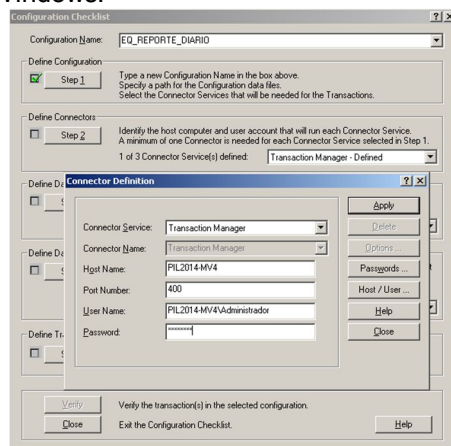 Configuration Checklist
Configuration Name: EQ_REPORTE_DIARIO
Define Configuration
Step 1
Type a new Configuration Name in the box above.
Specify a path for the Configuration data files.
Select the Connector Services that will be needed for the Transactions.
Define Connectors
Step 2
Identify the host computer and user account that will run each Connector Service.
A minimum of one Connector is needed for each Connector Service selected in Step 1.
1 of 3 Connector Service(s) defined: Transaction Manager - Defined
Define Da
Connector Definition
Apply
Connector Service: Transaction Manager
Delete
Connector Name: Transaction Manager
Options ...
Define Da
Host Name: PIL2014-MV4
Passwords ...
Port Number: 400
Host / User ...
User Name: PIL2014-MV4\Administrador
Help
Define Tr
Password:
Close
Verify
Verify the transaction(s) in the selected configuration.
Close
Exit the Configuration Checklist.
Help